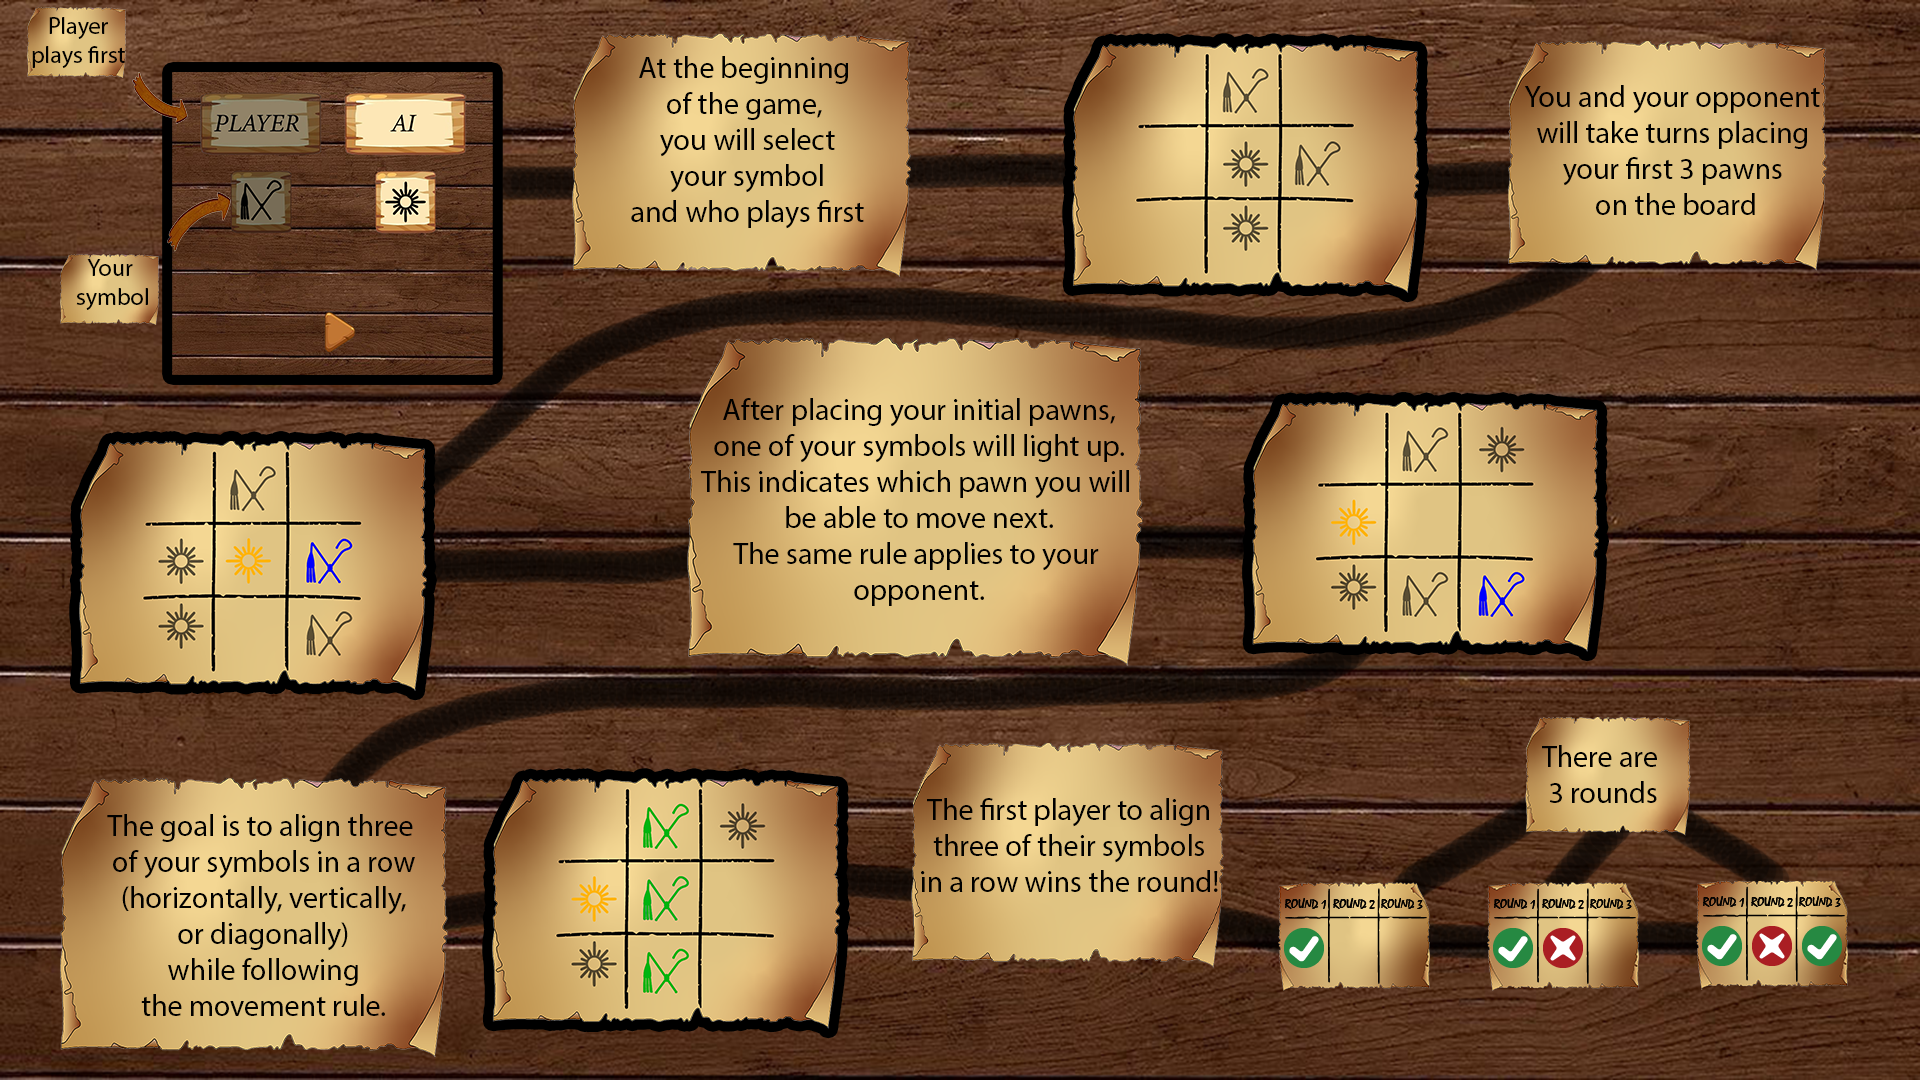 Player
plays first
PLAYER
AI
Your
symbol
At the beginning
of the game,
you will select
your symbol
and who plays first
You and your opponent
will take turns placing
your first 3 pawns
on the board
After placing your initial pawns,
one of your symbols will light up.
This indicates which pawn you will
be able to move next.
The same rule applies to your
opponent.
The goal is to align three
of your symbols in a row
(horizontally, vertically,
or diagonally)
while following
the movement rule.
The first player to align
three of their symbols
in a row wins the round!
There are
3 rounds
ROUND 1 ROUND 2 ROUND 3
ROUND 1 ROUND 2 ROUND 3
ROUND 1 ROUND 2 ROUND 3